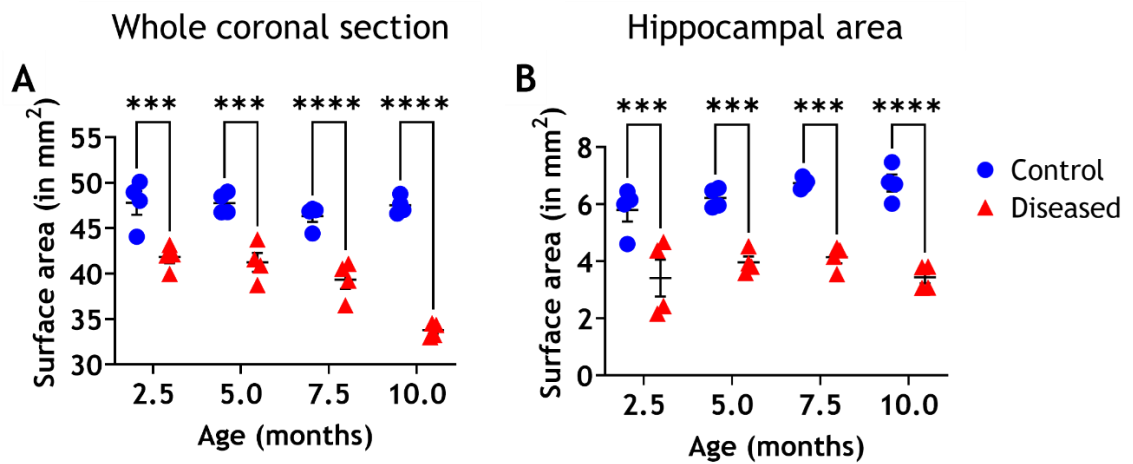 Whole coronal section
Hippocampal area
A
*** *** **** ****
Surface area (in mm²)
55
50
45
40
35
30
2.5 5.0 7.5 10.0
Age (months)
B
*** *** *** ****
Surface area (in mm²)
8
6
4
2
0
2.5 5.0 7.5 10.0
Age (months)
Control
Diseased